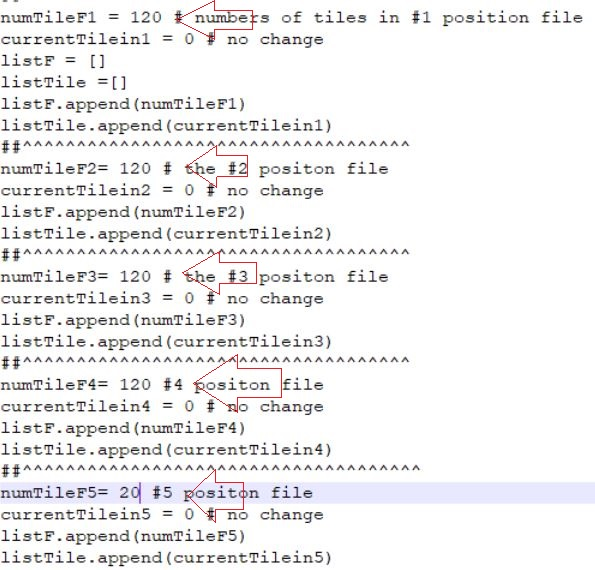 numTileF1 = 120 # numbers of tiles in #1 position file
currentTilein1 = 0 # no change
listF = []
listTile =[]
listF.append(numTileF1)
listTile.append(currentTilein1)
##^^^^^^^^^^^^^^^^^^^^^^^^^^^^^^^^^^^^
numTileF2= 120 # the #2 positon file
currentTilein2 = 0 # no change
listF.append(numTileF2)
listTile.append(currentTilein2)
##^^^^^^^^^^^^^^^^^^^^^^^^^^^^^^^^^^^^
numTileF3= 120 # the #3 positon file
currentTilein3 = 0 # no change
listF.append(numTileF3)
listTile.append(currentTilein3)
##^^^^^^^^^^^^^^^^^^^^^^^^^^^^^^^^^^^^
numTileF4= 120 #4 positon file
currentTilein4 = 0 # no change
listF.append(numTileF4)
listTile.append(currentTilein4)
##^^^^^^^^^^^^^^^^^^^^^^^^^^^^^^^^^^^^^
numTileF5= 20 #5 positon file
currentTilein5 = 0 # no change
listF.append(numTileF5)
listTile.append(currentTilein5)